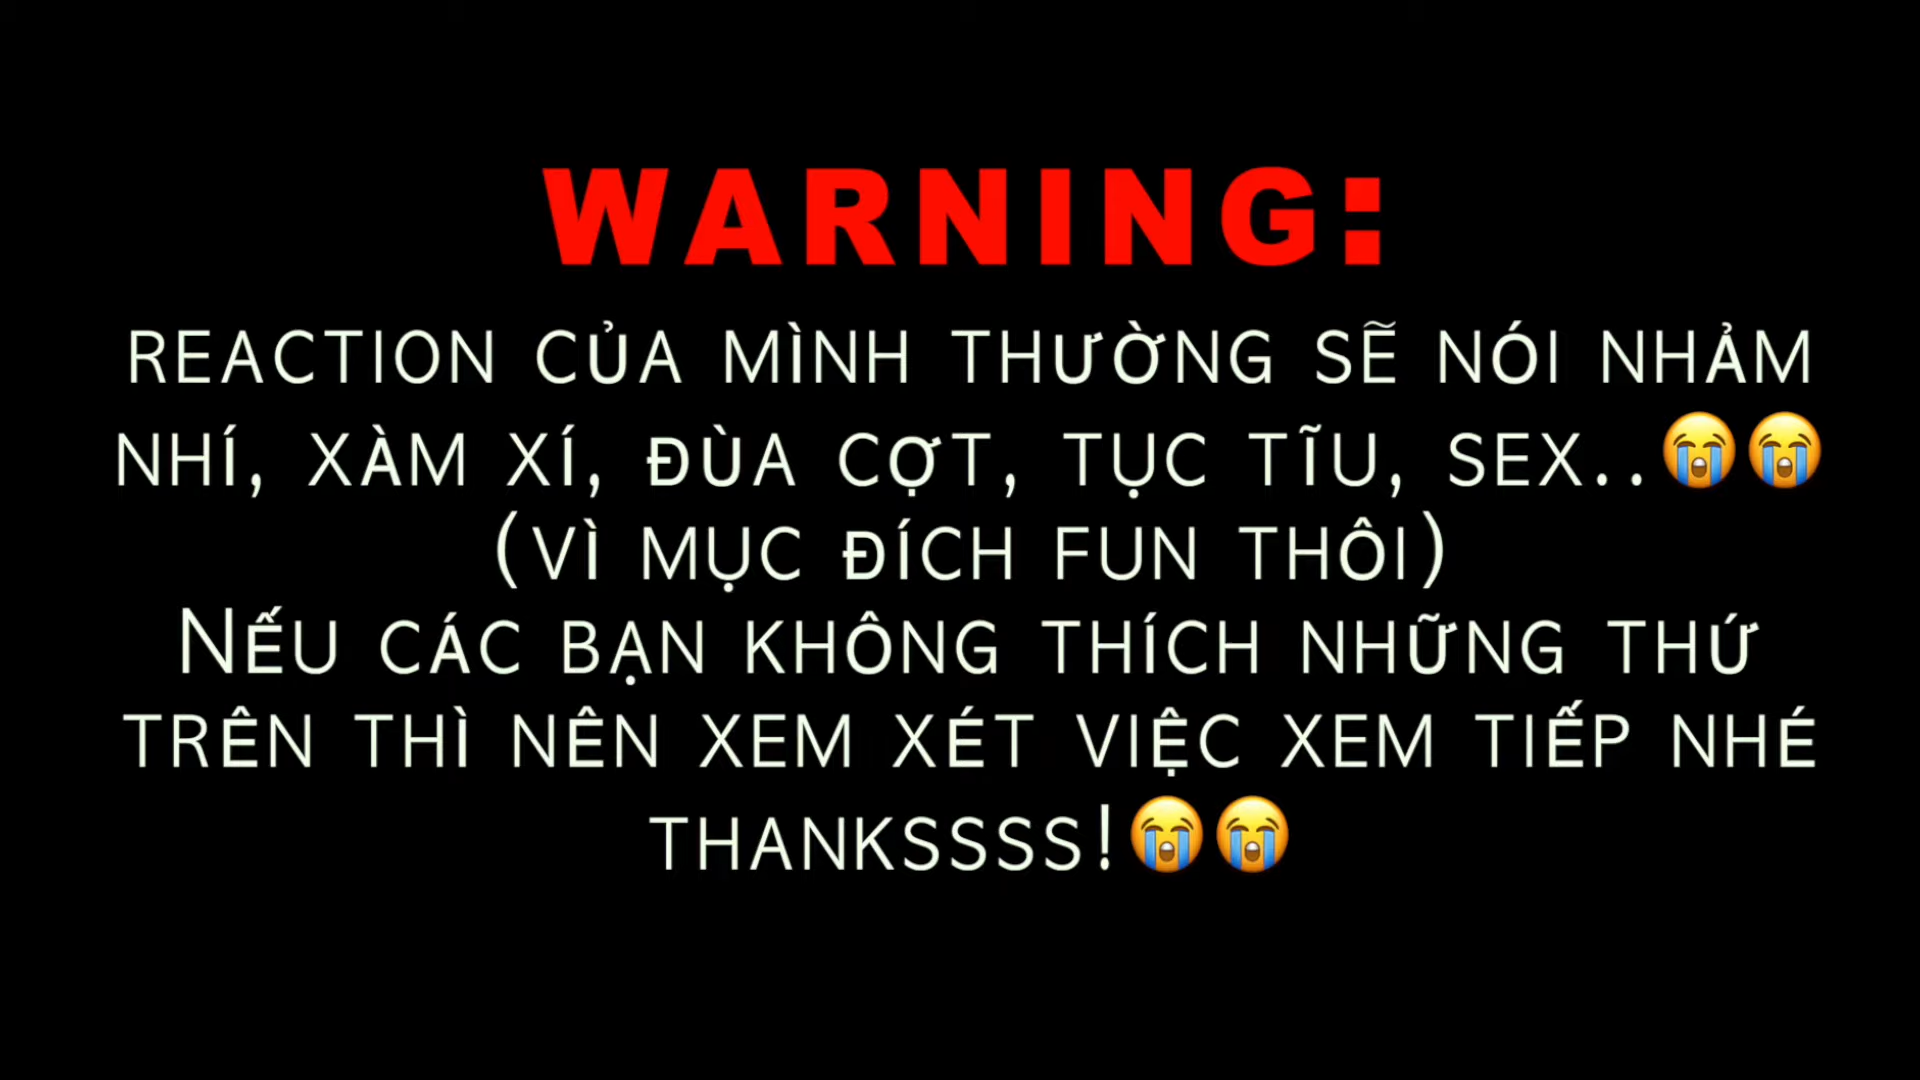 WARNING:
REACTION CỦA MÌNH THƯỜNG SẼ NÓI NHẢM
NHÍ, XÀM XÍ, ĐÙA CỢT, TỤC TĨU, SEX..😭😭
(VÌ MỤC ĐÍCH FUN THÔI)
NẾU CÁC BẠN KHÔNG THÍCH NHỮNG THỨ
TRÊN THÌ NÊN XEM XÉT VIỆC XEM TIẾP NHÉ
THANKSSSS!😭😭